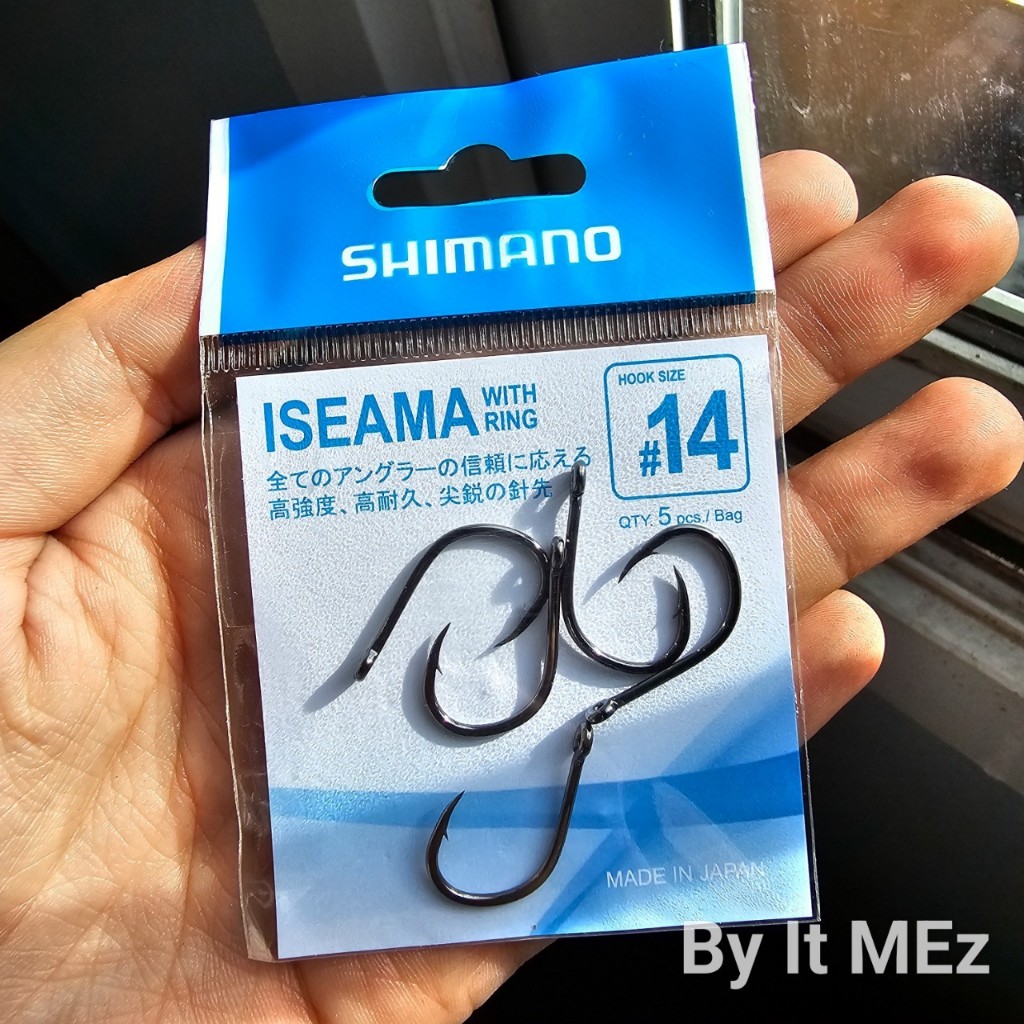 SHIMANO
ISEAMA WITH RING
HOOK SIZE
#14
全てのアングラーの信頼に応える
高強度、高耐久、尖鋭の針先
QTY. 5 pcs./ Bag
MADE IN JAPAN
By It MEz